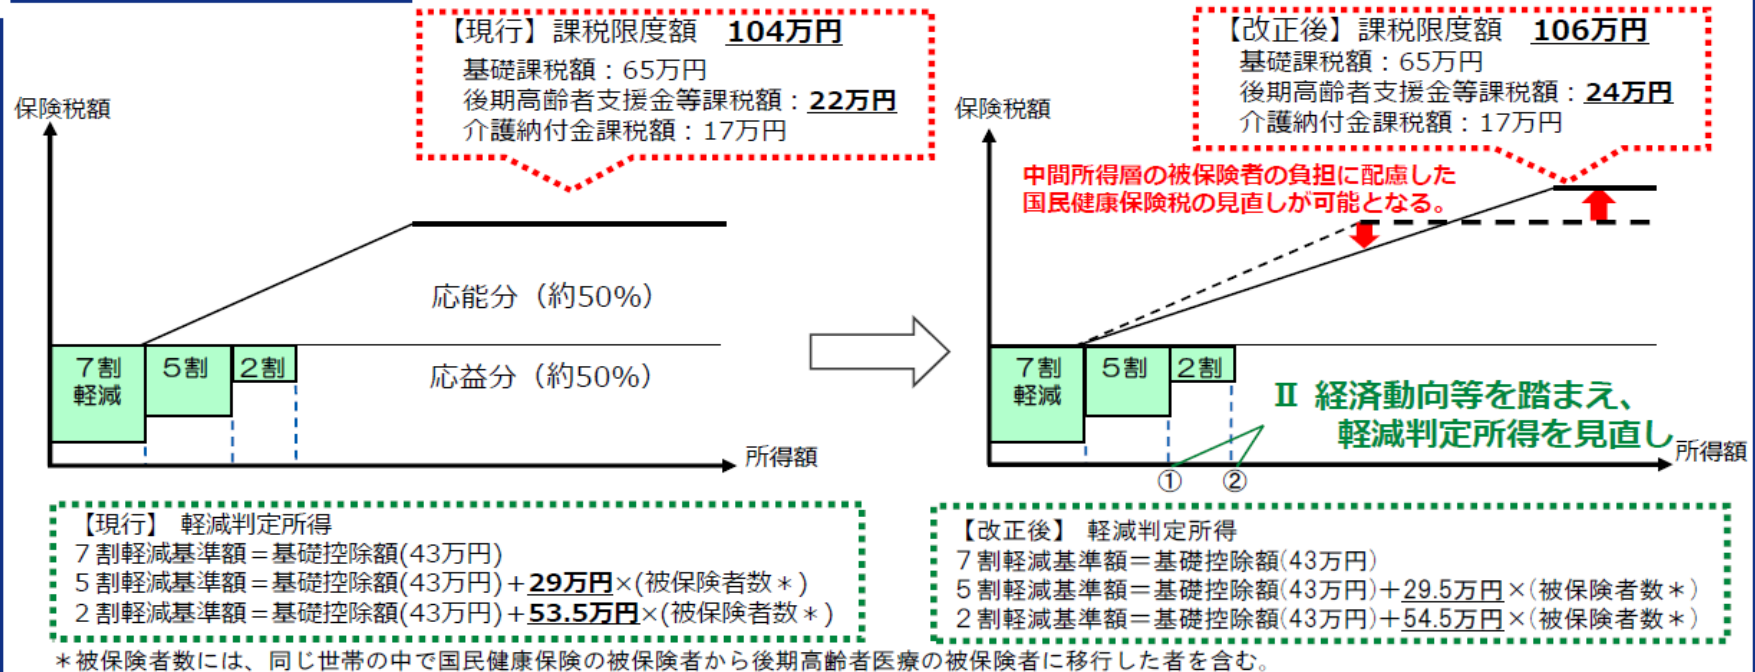 【現行】課税限度額　104万円
基礎課税額：65万円
後期高齢者支援金等課税額：22万円
介護納付金課税額：17万円
保険税額
応能分（約50%）
７割
軽減
５割
２割
応益分（約50%）
所得額
【現行】 軽減判定所得
７割軽減基準額＝基礎控除額(43万円)
５割軽減基準額＝基礎控除額(43万円)＋29万円×(被保険者数＊)
２割軽減基準額＝基礎控除額(43万円)＋53.5万円×(被保険者数＊)
【改正後】課税限度額　106万円
基礎課税額：65万円
後期高齢者支援金等課税額：24万円
介護納付金課税額：17万円
保険税額
中間所得層の被保険者の負担に配慮した
国民健康保険税の見直しが可能となる。
７割
軽減
５割
２割
Ⅱ 経済動向等を踏まえ、
軽減判定所得を見直し
所得額
① ②
【改正後】 軽減判定所得
７割軽減基準額＝基礎控除額(43万円)
５割軽減基準額＝基礎控除額(43万円)＋29.5万円×(被保険者数＊)
２割軽減基準額＝基礎控除額(43万円)＋54.5万円×(被保険者数＊)
＊被保険者数には、同じ世帯の中で国民健康保険の被保険者から後期高齢者医療の被保険者に移行した者を含む。